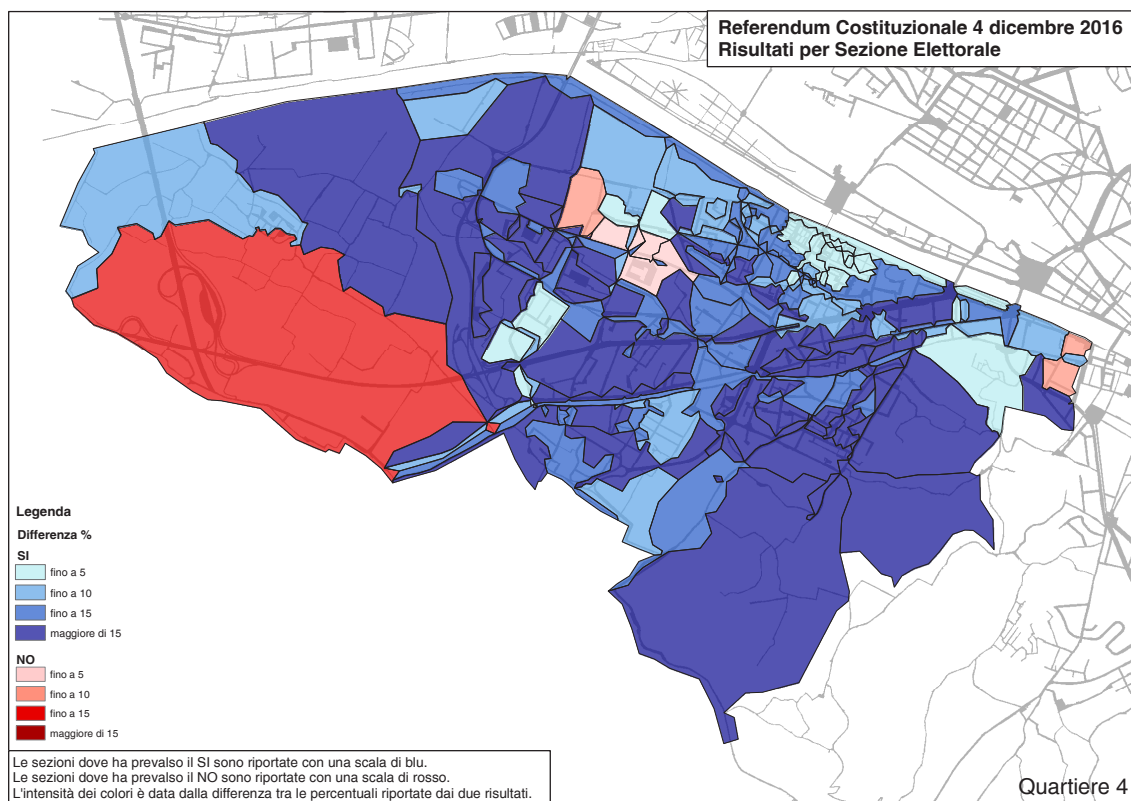 Referendum Costituzionale 4 dicembre 2016
Risultati per Sezione Elettorale
Legenda
Differenza %
SI
fino a 5
fino a 10
fino a 15
maggiore di 15
NO
fino a 5
fino a 10
fino a 15
maggiore di 15
Le sezioni dove ha prevalso il SI sono riportate con una scala di blu.
Le sezioni dove ha prevalso il NO sono riportate con una scala di rosso.
L'intensità dei colori è data dalla differenza tra le percentuali riportate dai due risultati.
Quartiere 4